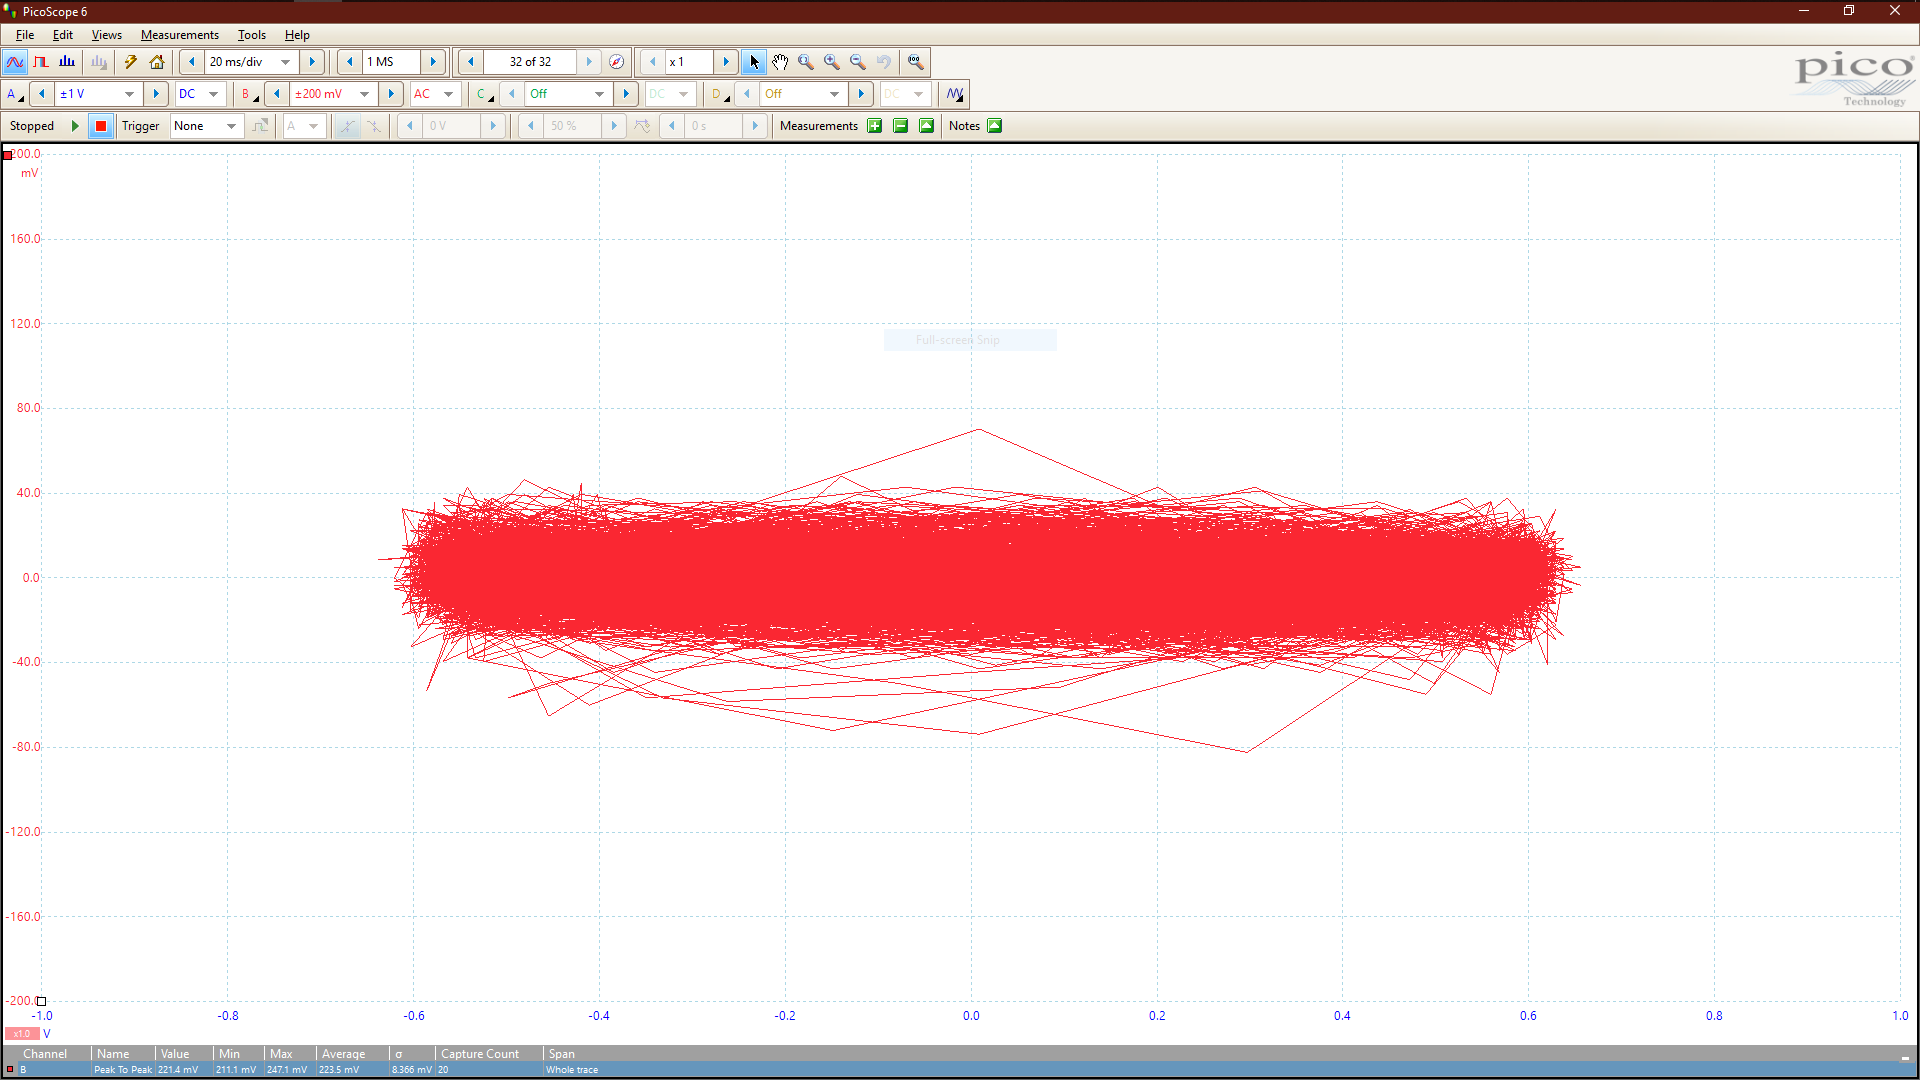 PicoScope 6
File Edit Views Measurements Tools Help
20 ms/div 1 MS 32 of 32 x 1
pico
Technology
A ±1 V DC B ±200 mV AC C Off DC D Off DC
Stopped Trigger None A 0 V 50 % 0 s Measurements Notes
200.0
mV
160.0
120.0
Full-screen Snip
80.0
40.0
0.0
-40.0
-80.0
-120.0
-160.0
-200.0
-1.0 -0.8 -0.6 -0.4 -0.2 0.0 0.2 0.4 0.6 0.8 1.0
x1.0 V
Channel Name Value Min Max Average σ Capture Count Span
B Peak To Peak 221.4 mV 211.1 mV 247.1 mV 223.5 mV 8.366 mV 20 Whole trace